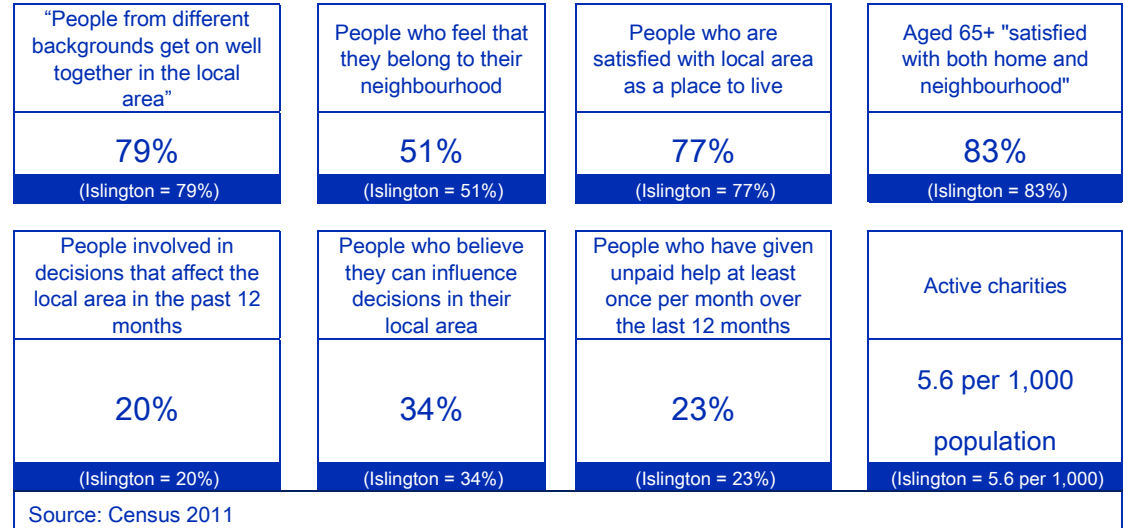 “People from different
backgrounds get on well
together in the local
area”
79%
(Islington = 79%)
People who feel that
they belong to their
neighbourhood
51%
(Islington = 51%)
People who are
satisfied with local area
as a place to live
77%
(Islington = 77%)
Aged 65+ "satisfied
with both home and
neighbourhood"
83%
(Islington = 83%)
People involved in
decisions that affect the
local area in the past 12
months
20%
(Islington = 20%)
People who believe
they can influence
decisions in their
local area
34%
(Islington = 34%)
People who have given
unpaid help at least
once per month over
the last 12 months
23%
(Islington = 23%)
Active charities
5.6 per 1,000
population
(Islington = 5.6 per 1,000)
Source: Census 2011